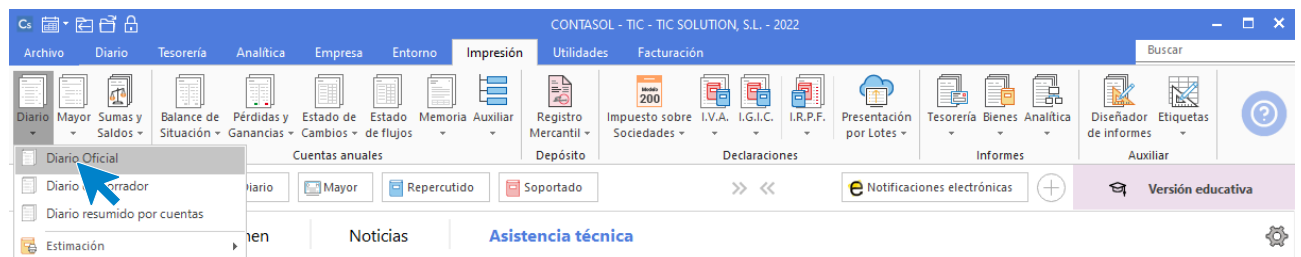 Cs CONTASOL - TIC - TIC SOLUTION, S.L. - 2022
Archivo Diario Tesorería Analítica Empresa Entorno Impresión Utilidades Facturación Buscar
Modelo 200
Diario Mayor Sumas y Saldos Balance de Situación Pérdidas y Ganancias Estado de Cambios Estado de flujos Memoria Auxiliar Registro Mercantil Impuesto sobre Sociedades I.V.A. I.G.I.C. I.R.P.F. Presentación por Lotes Tesorería Bienes Analítica Diseñador de informes Etiquetas
Cuentas anuales Depósito Declaraciones Informes Auxiliar
Diario Oficial
Diario iario Mayor Repercutido Soportado Notificaciones electrónicas Versión educativa
Diario resumido por cuentas
Estimación Noticias Asistencia técnica